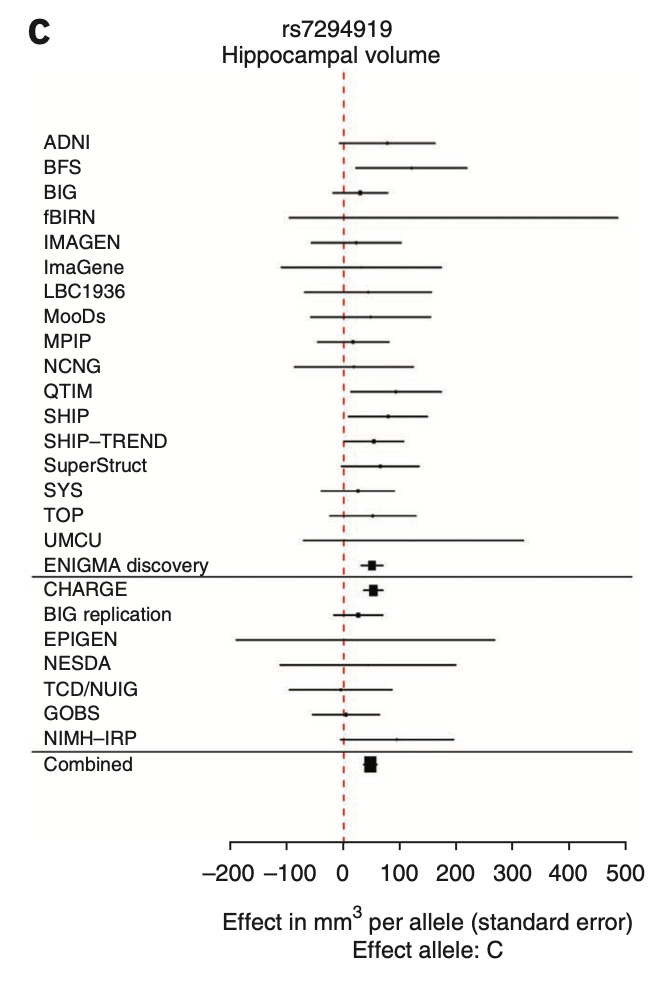 C
rs7294919
Hippocampal volume
ADNI
BFS
BIG
fBIRN
IMAGEN
ImaGene
LBC1936
MooDs
MPIP
NCNG
QTIM
SHIP
SHIP–TREND
SuperStruct
SYS
TOP
UMCU
ENIGMA discovery
CHARGE
BIG replication
EPIGEN
NESDA
TCD/NUIG
GOBS
NIMH–IRP
Combined
–200 –100 0 100 200 300 400 500
Effect in mm³ per allele (standard error)
Effect allele: C